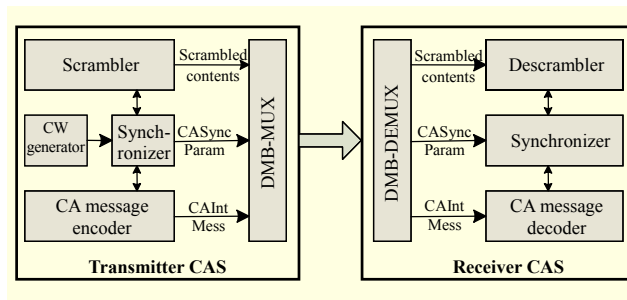 Scrambler
Scrambled
contents
CW
generator
Synch-
ronizer
CASync
Param
DMB-MUX
CA message
encoder
CAInt
Mess
Transmitter CAS
DMB-DEMUX
Scrambled
contents
Descrambler
CASync
Param
Synchronizer
CAInt
Mess
CA message
decoder
Receiver CAS